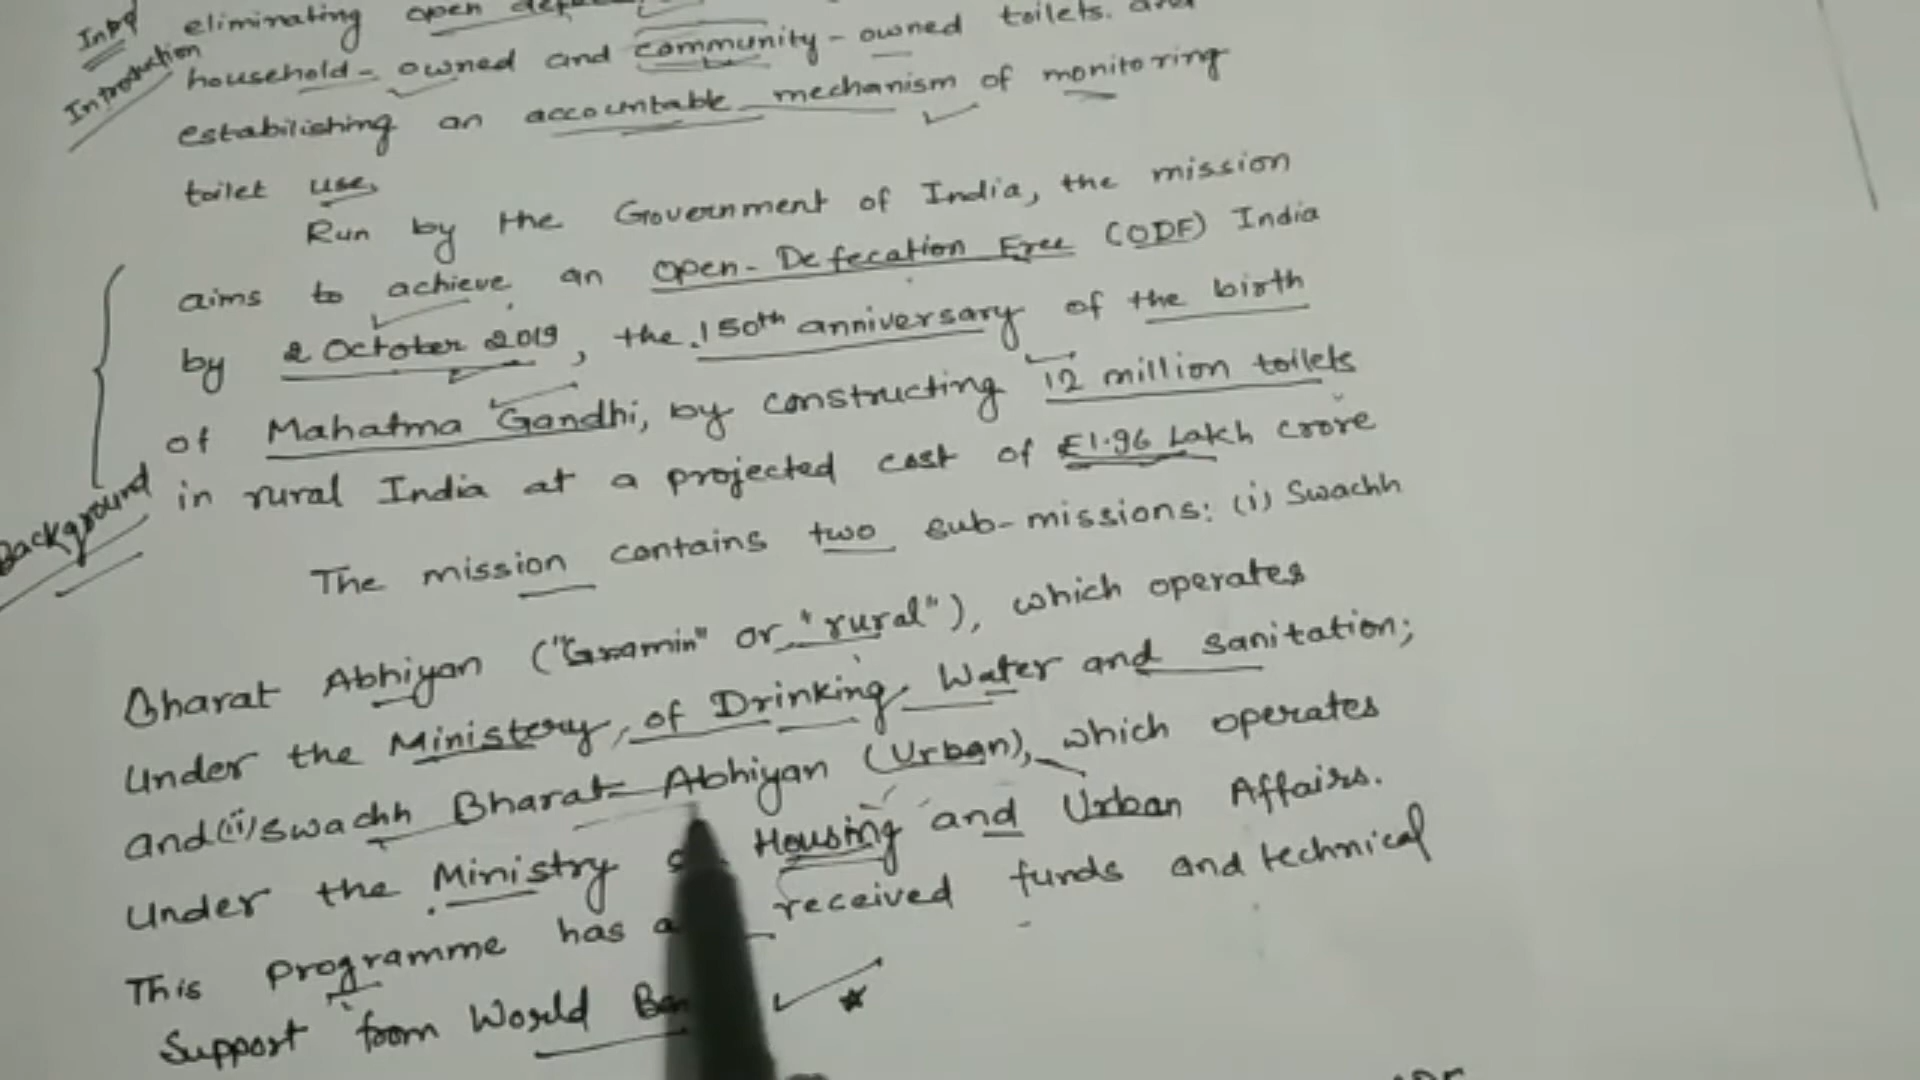 Inpd eliminating open
Introduction household- owned and community- owned toilets. and
estabilishing an accountable mechanism of monitoring
toilet use,
Run by the Government of India, the mission
aims to achieve an open- Defecation Free (ODF) India
by 2 October 2019, the 150th anniversary of the birth
of Mahatma Gandhi, by constructing 12 million toilets
Background in rural India at a projected cost of £1.96 Lakh crore
The mission contains two sub-missions: (i) Swachh
Bharat Abhiyan ("Gramin" or "rural"), which operates
Under the Ministery, of Drinking Water and sanitation;
and (ii) Swachh Bharat Abhiyan (Urban), which operates
Under the Ministry Housing and Urban Affairs.
This programme has received funds and technical
Support from World